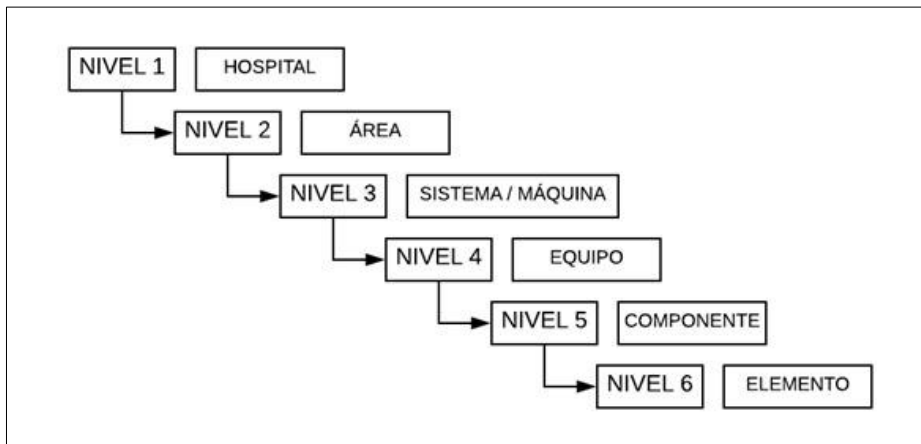 NIVEL 1 HOSPITAL
NIVEL 2 ÁREA
NIVEL 3 SISTEMA / MÁQUINA
NIVEL 4 EQUIPO
NIVEL 5 COMPONENTE
NIVEL 6 ELEMENTO